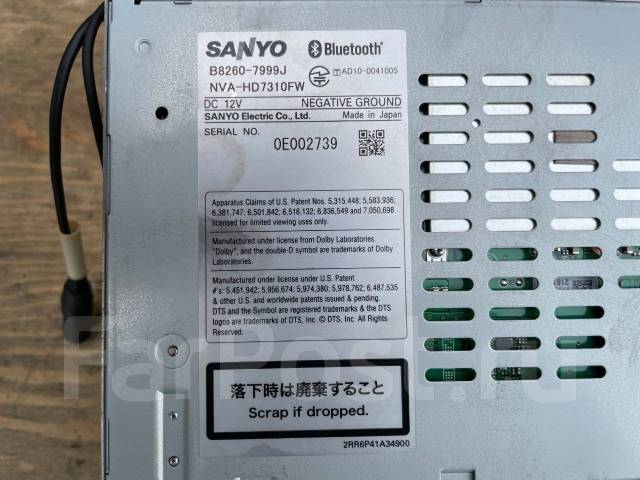 SANYO Bluetooth®
B8260-7999J
T AD10-0041005
NVA-HD7310FW
DC 12V NEGATIVE GROUND
SANYO Electric Co., Ltd. Made in Japan
SERIAL NO.
0E002739
Apparatus Claims of U.S. Patent Nos. 5,315,448; 5,583,936;
6,381,747; 6,501,842; 6,516,132; 6,836,549 and 7,050,698
licensed for limited viewing uses only.
Manufactured under license from Dolby Laboratories.
"Dolby", and the double-D symbol are trademarks of Dolby
Laboratories.
Manufactured under license under U.S. Patent
#'s: 5,451,942; 5,956,674; 5,974,380; 5,978,762; 6,487,535
& other U.S. and worldwide patents issued & pending.
DTS and the Symbol are registered trademarks & the DTS
logos are trademarks of DTS, Inc. © DTS, Inc. All Rights
Reserved.
落下時は廃棄すること
Scrap if dropped.
2RR6P41A34900
FarPost.ru